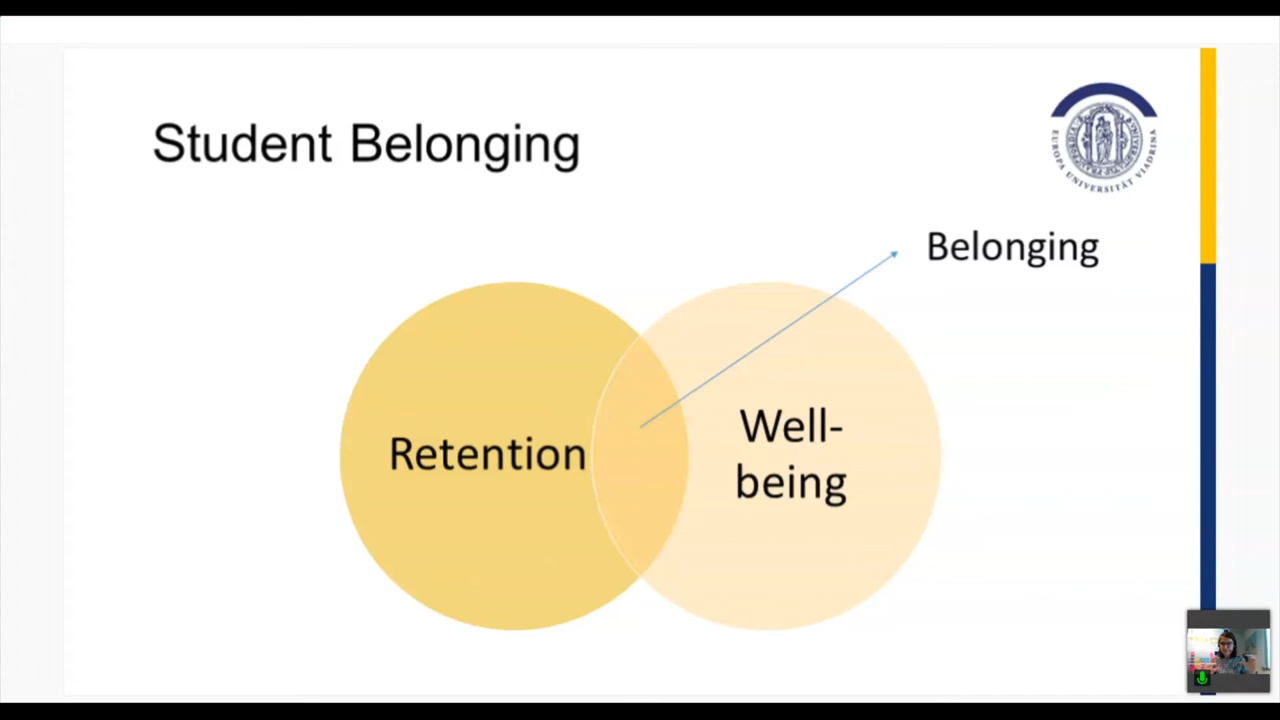 Student Belonging
EUROPA UNIVERSITÄT VIADRINA
Belonging
Retention
Well-
being